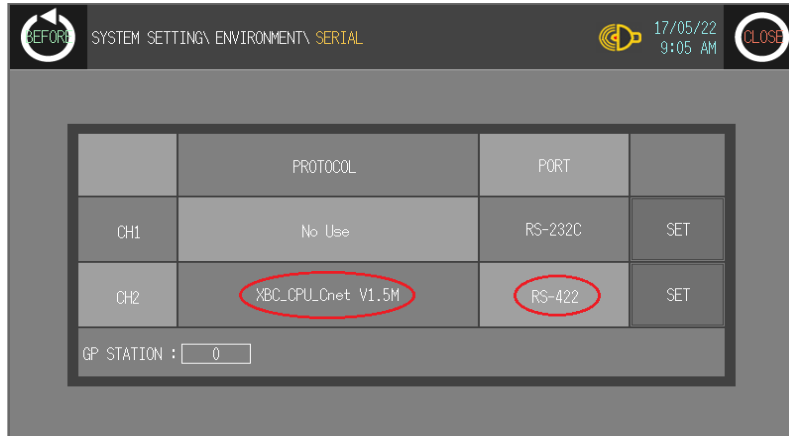 BEFORE
SYSTEM SETTING\ ENVIRONMENT\ SERIAL
17/05/22
9:05 AM
CLOSE
PROTOCOL PORT
CH1 No Use RS-232C SET
CH2 XBC_CPU_Cnet V1.5M RS-422 SET
GP STATION : 0